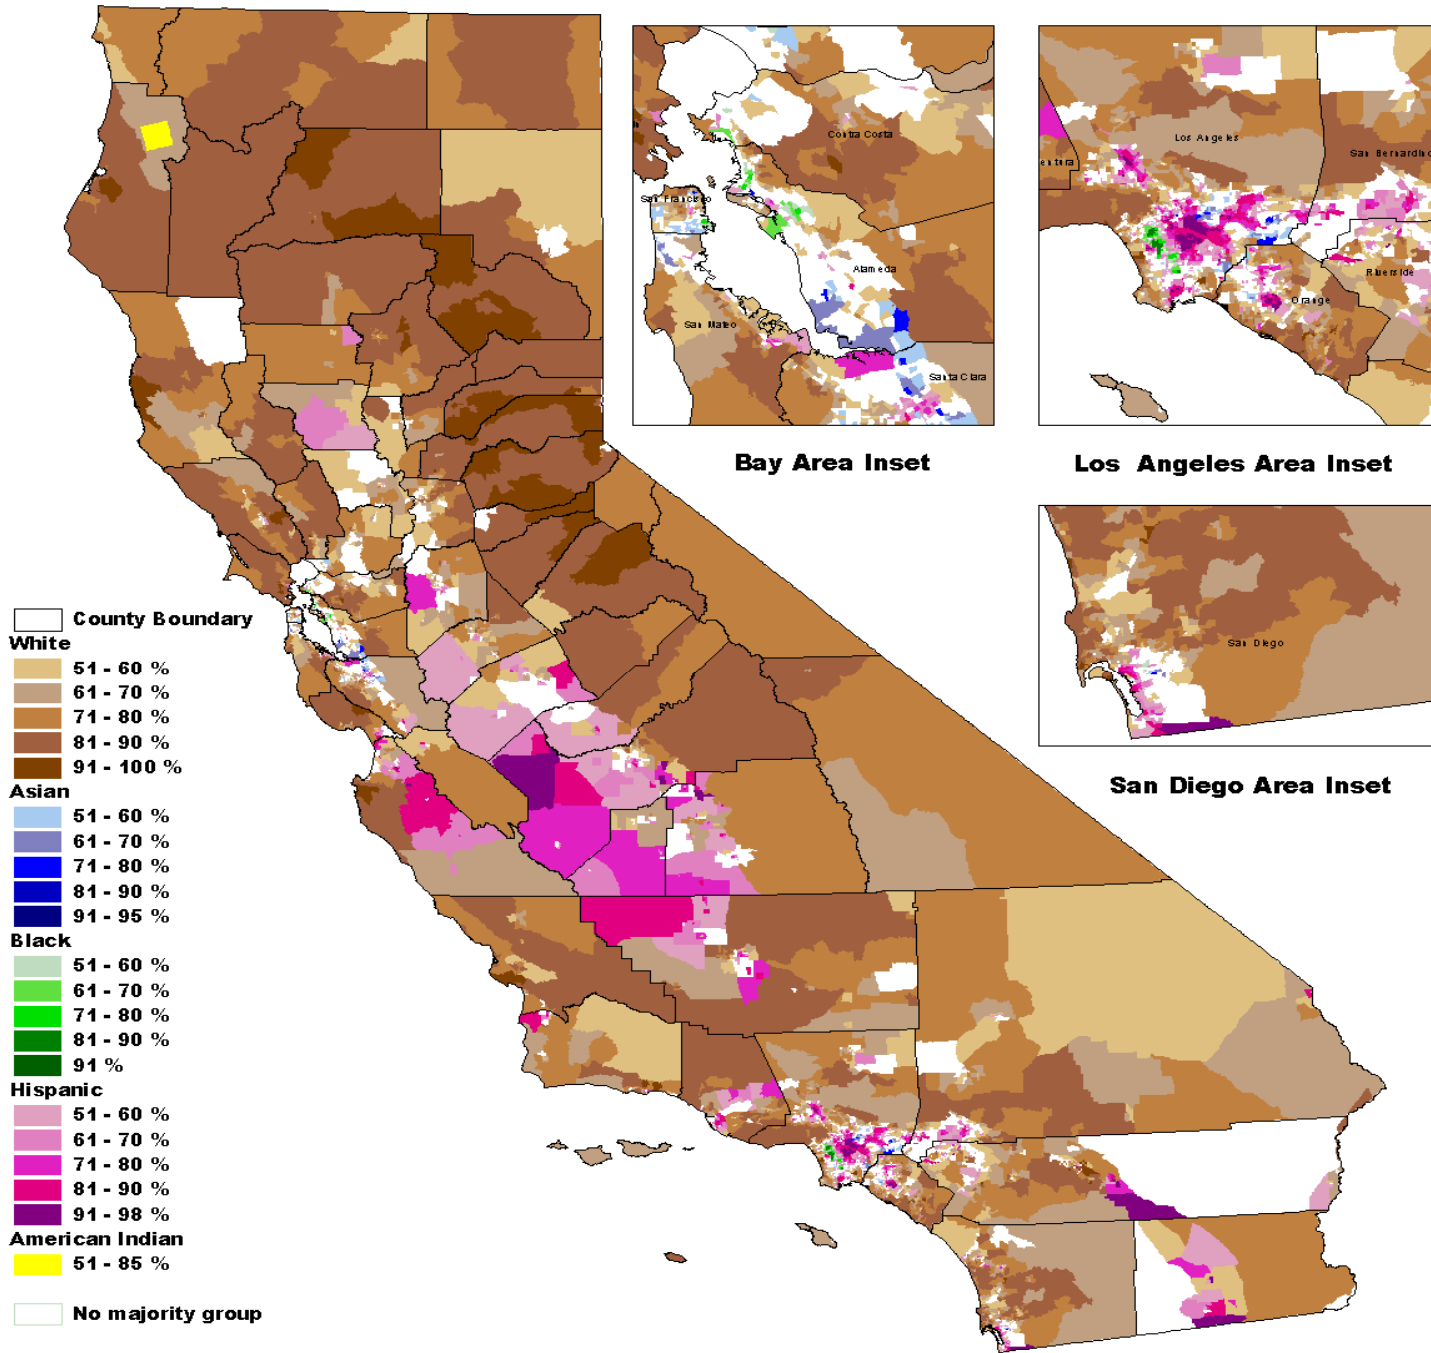 Contra Costa
San Francisco
Alameda
San Mateo
Santa Clara
Bay Area Inset
Los Angeles
entura
San Bernardino
Riverside
Orange
Los Angeles Area Inset
San Diego
San Diego Area Inset
County Boundary
White
51 - 60 %
61 - 70 %
71 - 80 %
81 - 90 %
91 - 100 %
Asian
51 - 60 %
61 - 70 %
71 - 80 %
81 - 90 %
91 - 95 %
Black
51 - 60 %
61 - 70 %
71 - 80 %
81 - 90 %
91 %
Hispanic
51 - 60 %
61 - 70 %
71 - 80 %
81 - 90 %
91 - 98 %
American Indian
51 - 85 %
No majority group